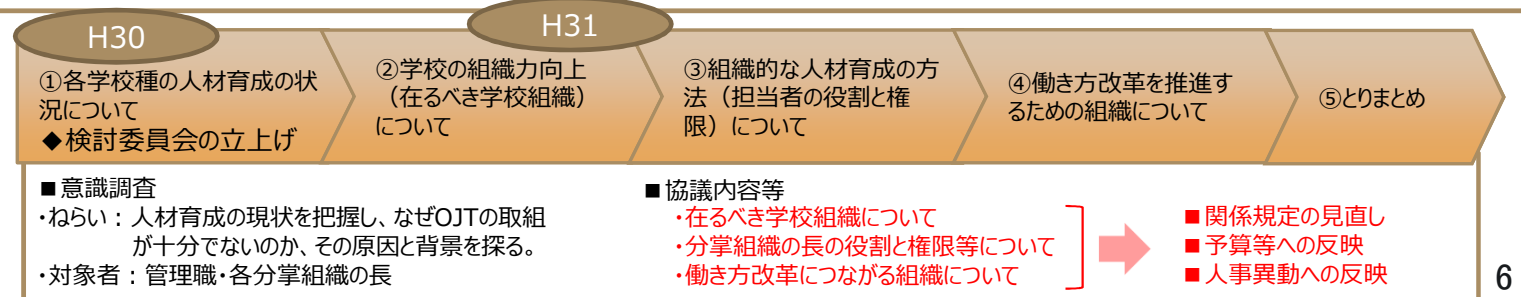 H30
H31
①各学校種の人材育成の状
況について
◆検討委員会の立上げ
②学校の組織力向上
（在るべき学校組織）
について
③組織的な人材育成の方
法（担当者の役割と権
限）について
④働き方改革を推進す
るための組織について
⑤とりまとめ
■意識調査
・ねらい：人材育成の現状を把握し、なぜOJTの取組
が十分でないのか、その原因と背景を探る。
・対象者：管理職・各分掌組織の長
■協議内容等
・在るべき学校組織について
・分掌組織の長の役割と権限等について
・働き方改革につながる組織について
■関係規定の見直し
■予算等への反映
■人事異動への反映
6